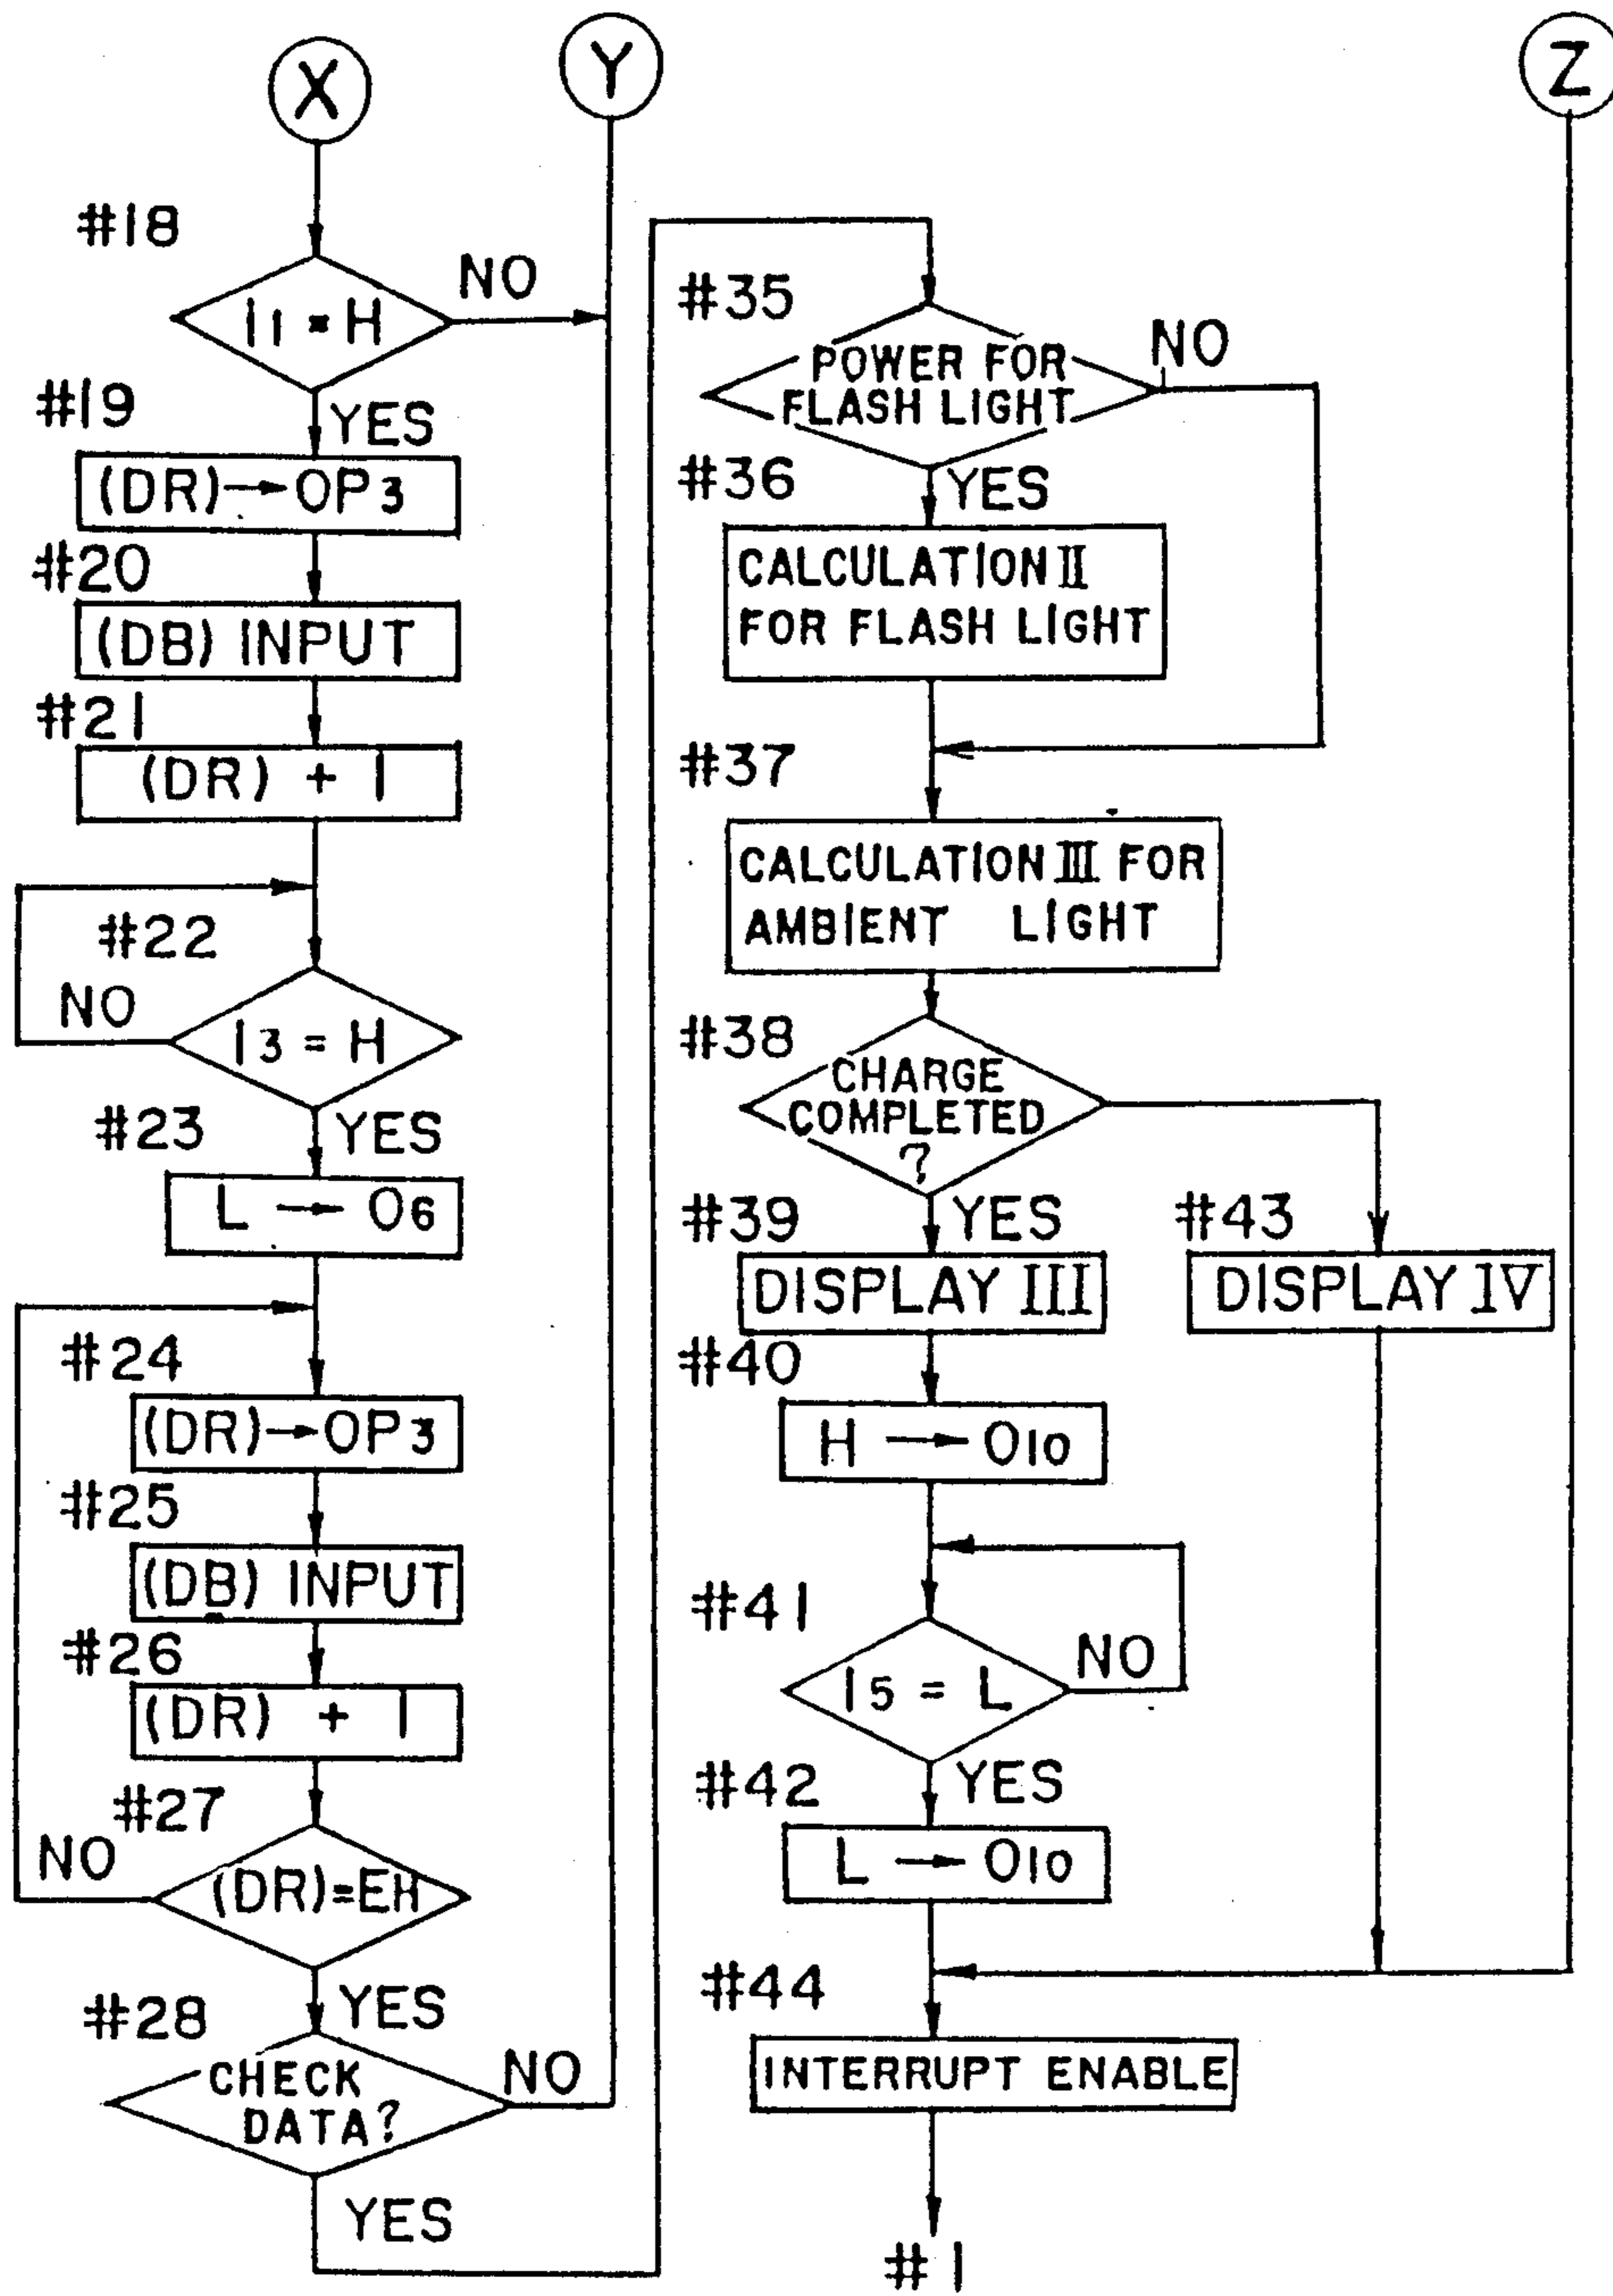 X
Y
Z
#18
I1 = H
NO
#19
YES
(DR)→OP3
#20
(DB) INPUT
#21
(DR) + 1
#22
NO
I3 = H
#23
YES
L → O6
#24
(DR)→OP3
#25
(DB) INPUT
#26
(DR) + 1
#27
NO
(DR)=EH
YES
#28
CHECK
DATA?
NO
YES
#35
POWER FOR
FLASH LIGHT
NO
#36
YES
CALCULATION II
FOR FLASH LIGHT
#37
CALCULATION III FOR
AMBIENT LIGHT
#38
CHARGE
COMPLETED
?
#39
YES
DISPLAY III
#43
DISPLAY IV
#40
H → O10
#41
I5 = L
NO
#42
YES
L → O10
#44
INTERRUPT ENABLE
#1